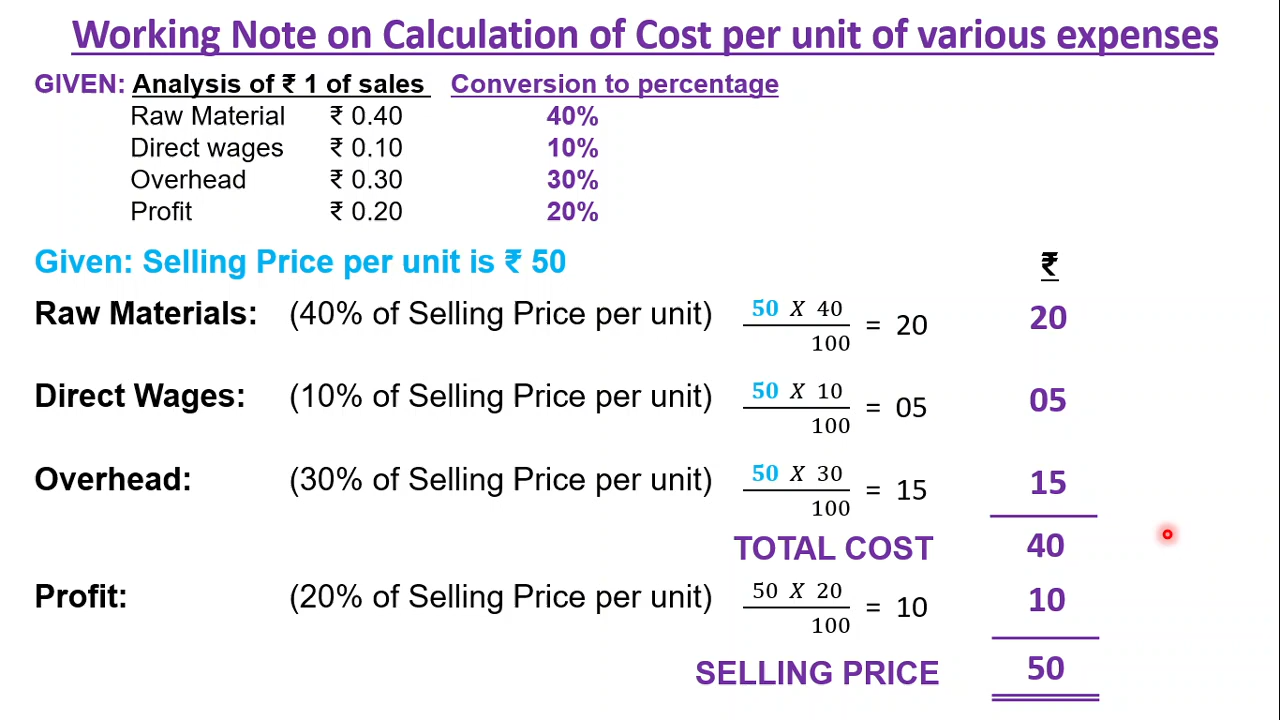 Working Note on Calculation of Cost per unit of various expenses
GIVEN: Analysis of ₹ 1 of sales Conversion to percentage
Raw Material ₹ 0.40 40%
Direct wages ₹ 0.10 10%
Overhead ₹ 0.30 30%
Profit ₹ 0.20 20%
Given: Selling Price per unit is ₹ 50 ₹
Raw Materials: (40% of Selling Price per unit) 50 X 40 / 100 = 20 20
Direct Wages: (10% of Selling Price per unit) 50 X 10 / 100 = 05 05
Overhead: (30% of Selling Price per unit) 50 X 30 / 100 = 15 15
TOTAL COST 40
Profit: (20% of Selling Price per unit) 50 X 20 / 100 = 10 10
SELLING PRICE 50